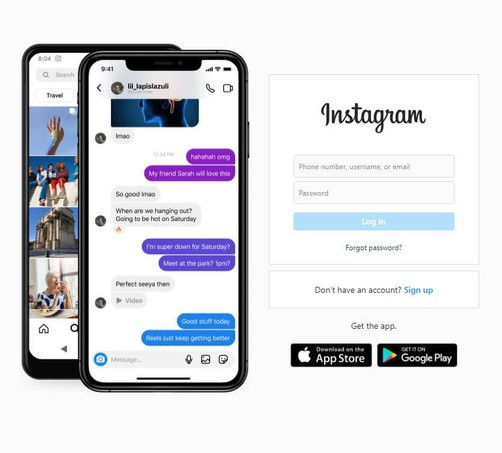 8:04
Search
Travel
9:41
lil_lapislazuli
lmao
12:34 PM
hahahah omg
My friend Sarah will love this
So good lmao
When are we hanging out?
Going to be hot on Saturday
🔥
I'm super down for Saturday?
Meet at the park? 1pm?
Perfect seeya then
Video
Good stuff today
Reels just keep getting better
Message...
Instagram
Phone number, username, or email
Password
Log In
Forgot password?
Don't have an account? Sign up
Get the app.
Download on the
App Store
GET IT ON
Google Play